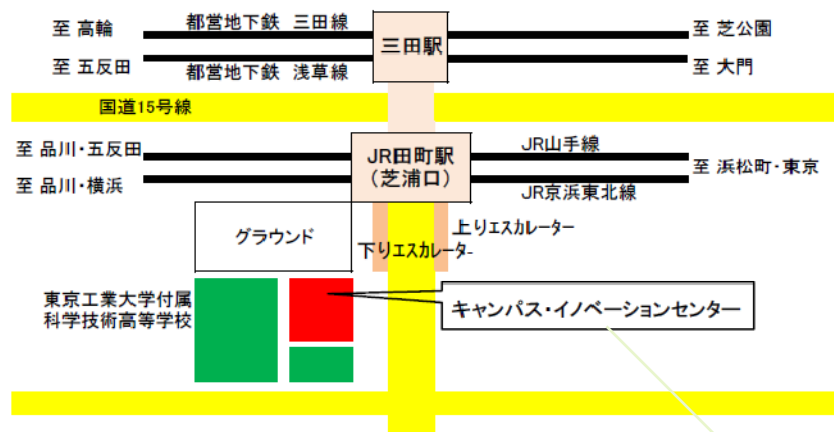 至 高輪
都営地下鉄 三田線
三田駅
至 芝公園
至 五反田
都営地下鉄 浅草線
至 大門
国道15号線
至 品川・五反田
JR田町駅
(芝浦口)
JR山手線
至 浜松町・東京
至 品川・横浜
JR京浜東北線
グラウンド
上りエスカレーター
下りエスカレーター
東京工業大学付属
科学技術高等学校
キャンパス・イノベーションセンター